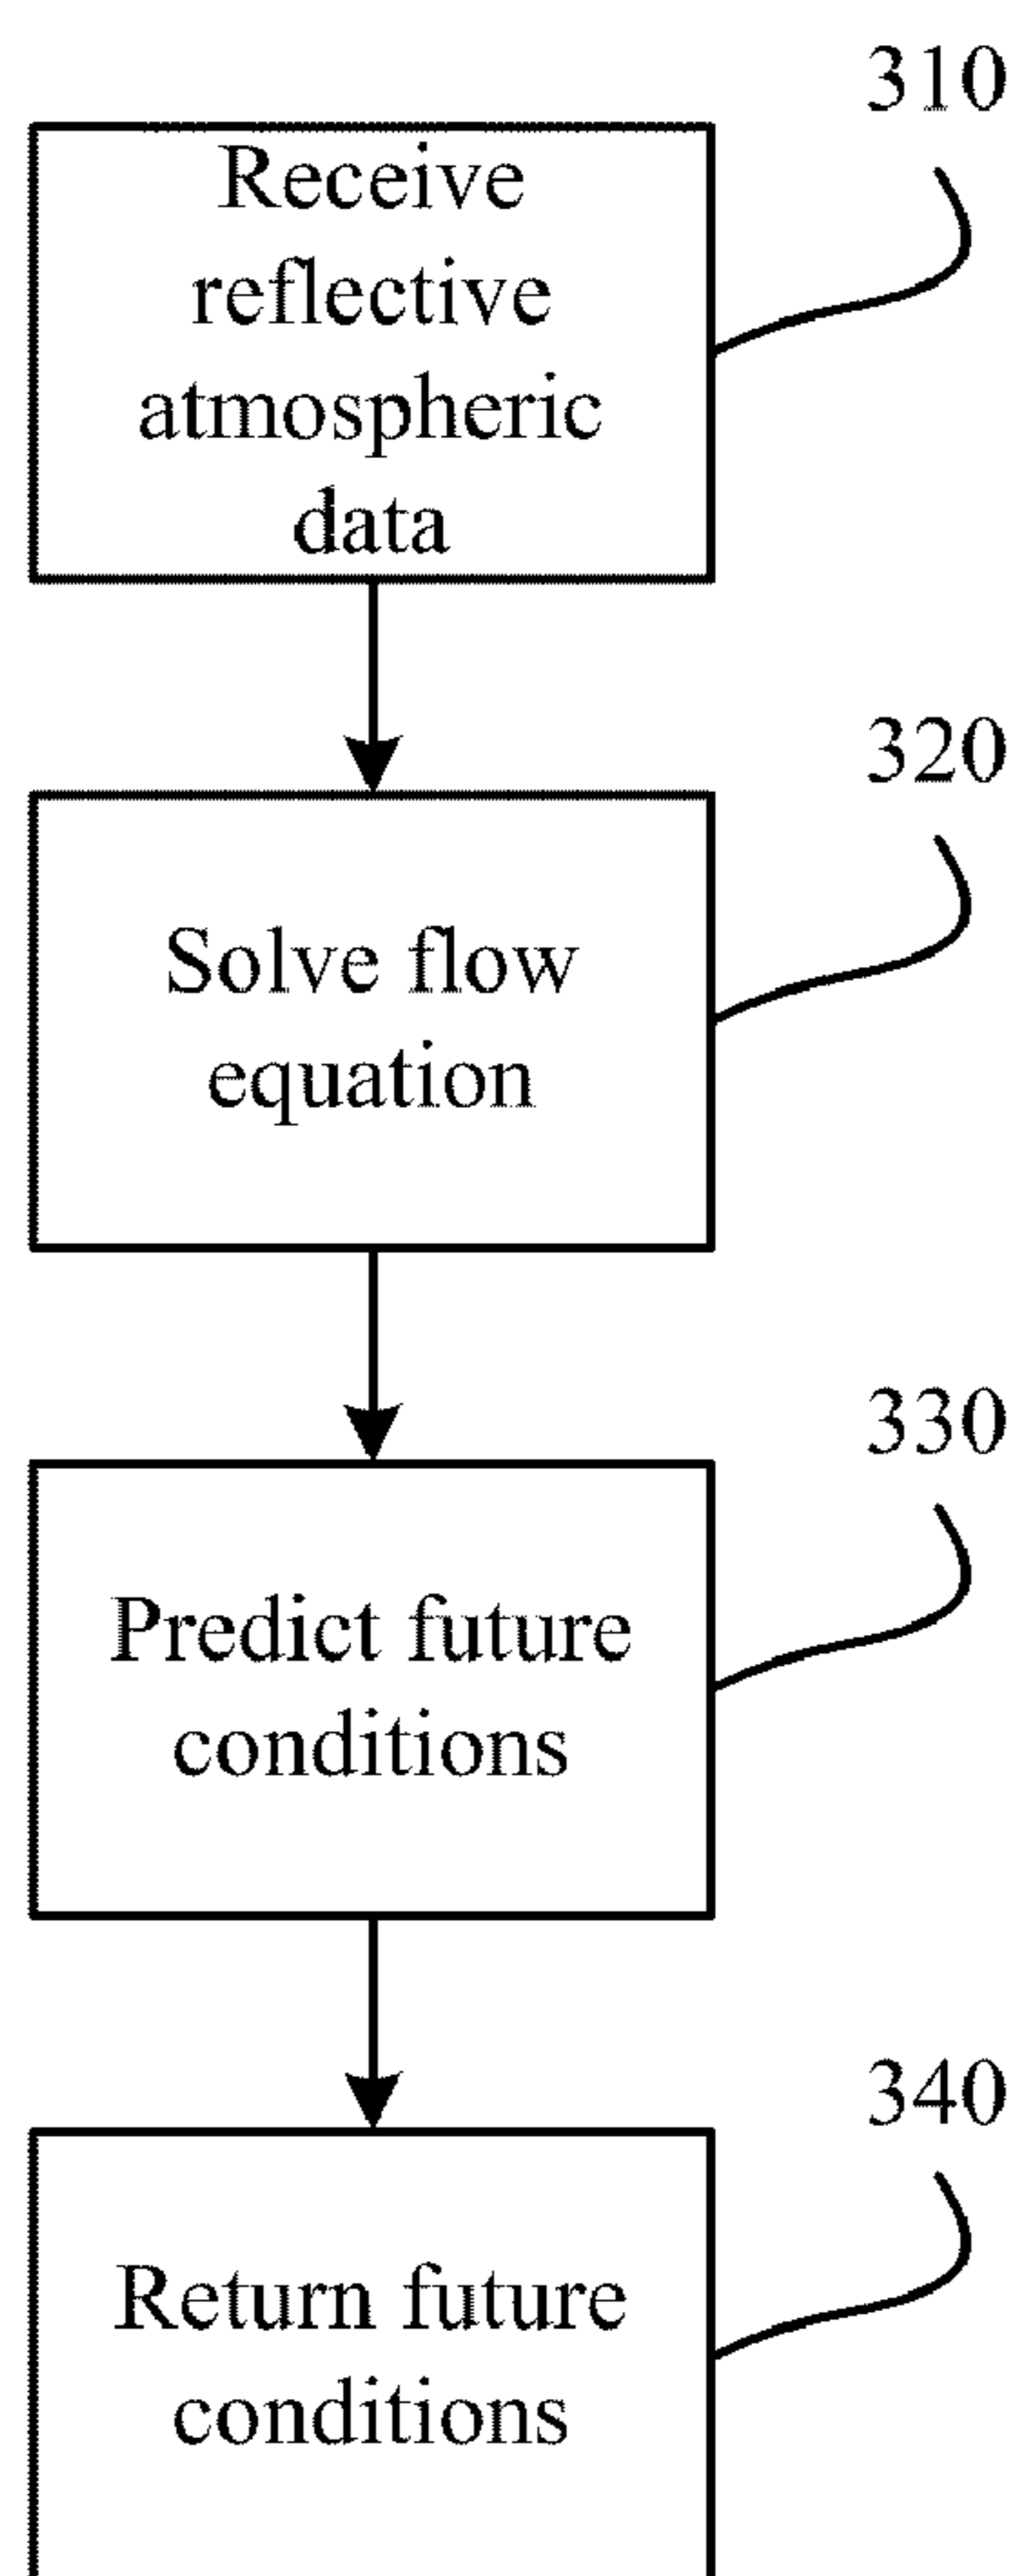 310
Receive
reflective
atmospheric
data
320
Solve flow
equation
330
Predict future
conditions
340
Return future
conditions